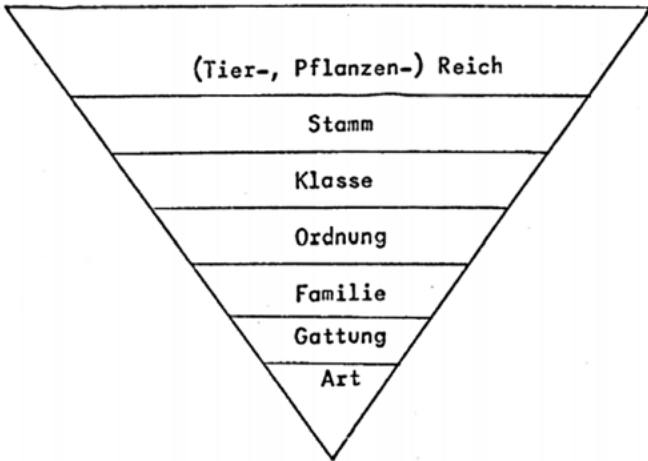 (Tier-, Pflanzen-) Reich
Stamm
Klasse
Ordnung
Familie
Gattung
Art